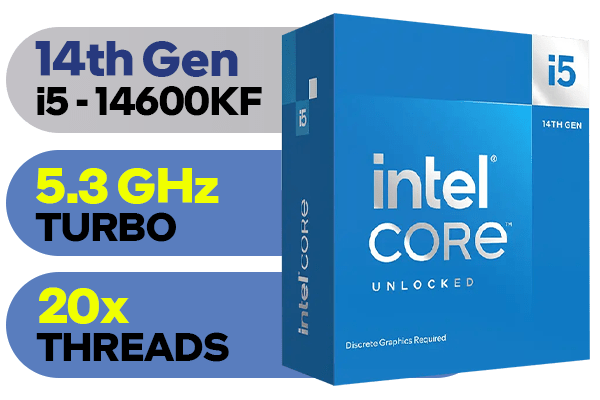 14th Gen
i5 - 14600KF
5.3 GHz
TURBO
20x
THREADS
i5
intel CORE
i5
14TH GEN
intel®
CORE™
UNLOCKED
Discrete Graphics Required